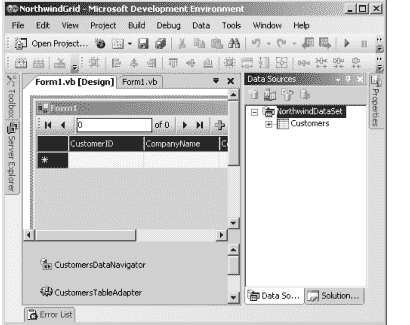 NorthwindGrid - Microsoft Development Environment
File Edit View Project Build Debug Data Tools Window Help
Open Project...
Form1.vb [Design] Form1.vb
Data Sources
Toolbox
Server Explorer
Properties
Form1
0 of 0
CustomerID CompanyName
NorthwindDataSet
Customers
CustomersDataNavigator
CustomersTableAdapter
Data So... Solution...
Error List